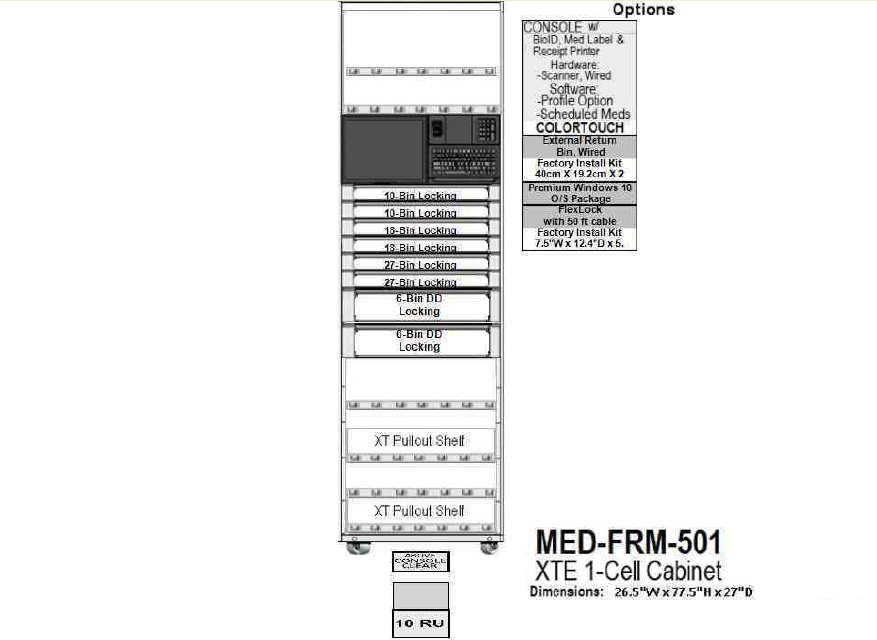 Options
CONSOLE w/
BioID, Med Label &
Receipt Printer
Hardware:
-Scanner, Wired
Software:
-Profile Option
-Scheduled Meds
COLORTOUCH
External Return
Bin, Wired
Factory Install Kit
40cm X 19.2cm X 2
Premium Windows 10
O/S Package
FlexLock
with 50 ft cable
Factory Install Kit
7.5"W x 12.4"D x 5.
10-Bin Locking
10-Bin Locking
18-Bin Locking
18-Bin Locking
27-Bin Locking
27-Bin Locking
6-Bin DD
Locking
6-Bin DD
Locking
XT Pullout Shelf
XT Pullout Shelf
CONSOLE
CLEAR
10 RU
MED-FRM-501
XTE 1-Cell Cabinet
Dimensions: 26.5"W x 77.5"H x 27"D